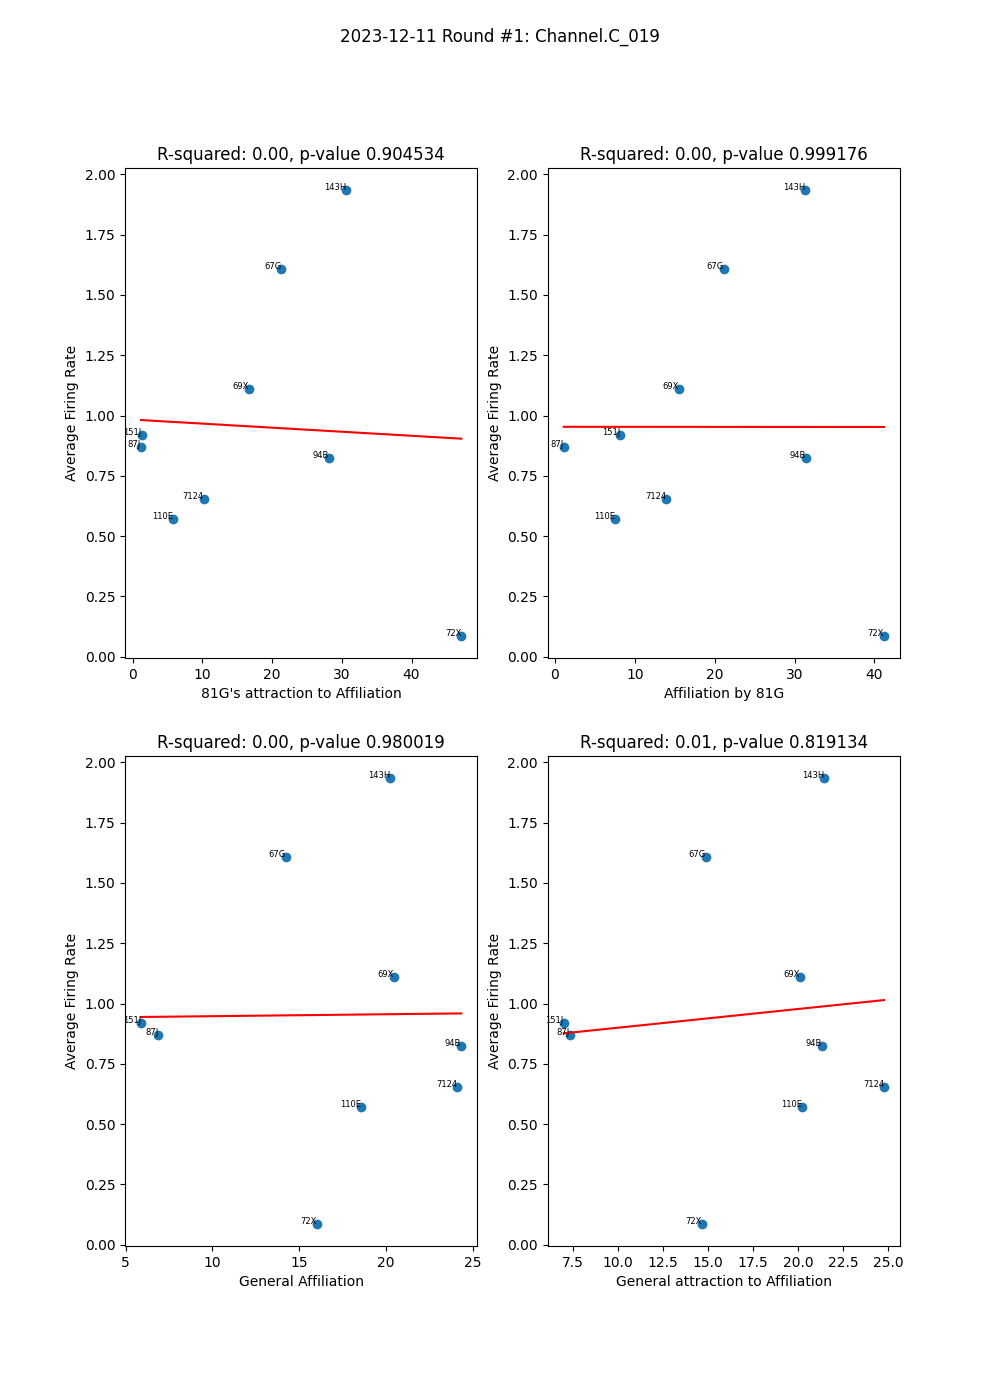 2023-12-11 Round #1: Channel.C_019
R-squared: 0.00, p-value 0.904534
2.00
1.75
1.50
1.25
1.00
0.75
0.50
0.25
0.00
Average Firing Rate
143H
67G
69X
151J
87J
94B
7124
110E
72X
0 10 20 30 40
81G's attraction to Affiliation
R-squared: 0.00, p-value 0.999176
2.00
1.75
1.50
1.25
1.00
0.75
0.50
0.25
0.00
Average Firing Rate
143H
67G
69X
151J
87J
94B
7124
110E
72X
0 10 20 30 40
Affiliation by 81G
R-squared: 0.00, p-value 0.980019
2.00
1.75
1.50
1.25
1.00
0.75
0.50
0.25
0.00
Average Firing Rate
143H
67G
69X
151J
87J
94B
7124
110E
72X
5 10 15 20 25
General Affiliation
R-squared: 0.01, p-value 0.819134
2.00
1.75
1.50
1.25
1.00
0.75
0.50
0.25
0.00
Average Firing Rate
143H
67G
69X
151J
87J
94B
7124
110E
72X
7.5 10.0 12.5 15.0 17.5 20.0 22.5 25.0
General attraction to Affiliation